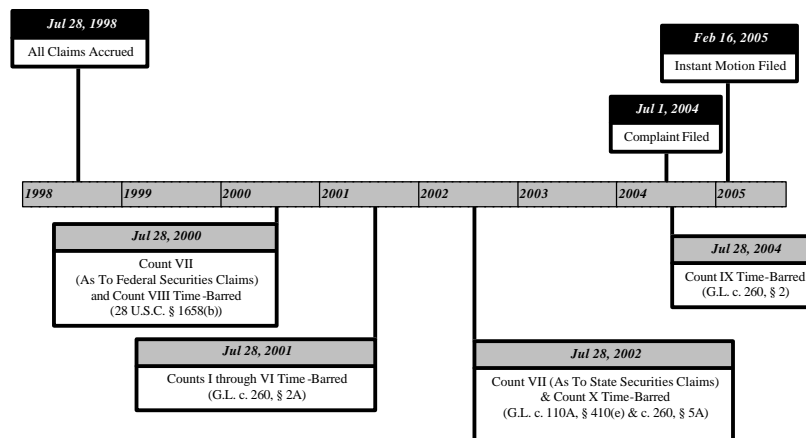 Jul 28, 1998
All Claims Accrued
Feb 16, 2005
Instant Motion Filed
Jul 1, 2004
Complaint Filed
1998 1999 2000 2001 2002 2003 2004 2005
Jul 28, 2000
Count VII
(As To Federal Securities Claims)
and Count VIII Time-Barred
(28 U.S.C. § 1658(b))
Jul 28, 2004
Count IX Time-Barred
(G.L. c. 260, § 2)
Jul 28, 2001
Counts I through VI Time-Barred
(G.L. c. 260, § 2A)
Jul 28, 2002
Count VII (As To State Securities Claims)
& Count X Time-Barred
(G.L. c. 110A, § 410(e) & c. 260, § 5A)